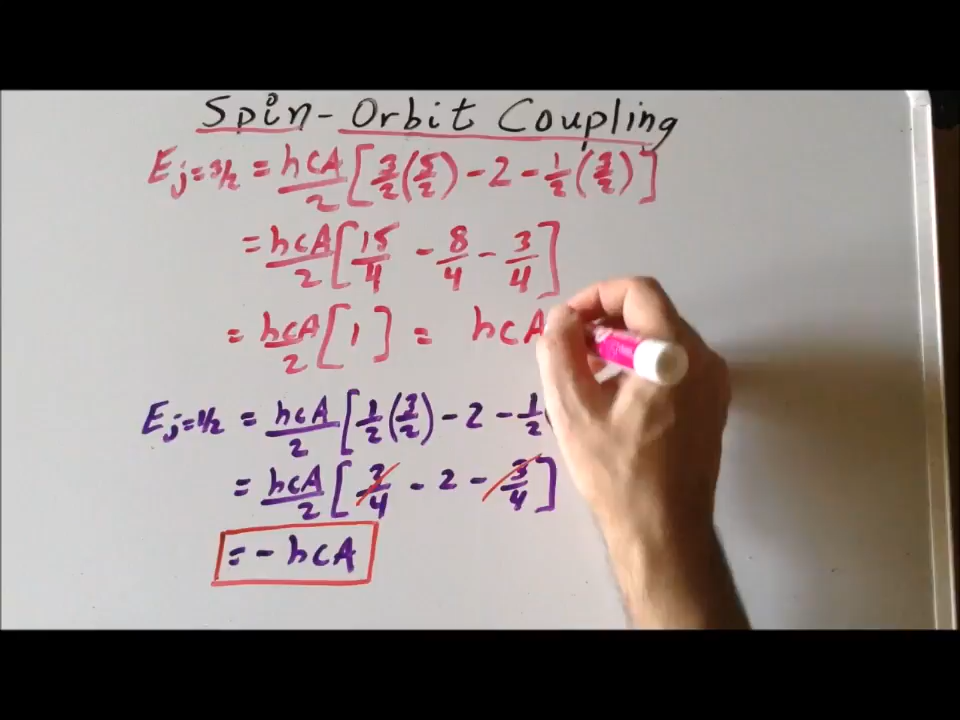 Spin-Orbit Coupling
E j=3/2 = hcA/2 [3/2 (5/2) - 2 - 1/2 (3/2)]
= hcA/2 [15/4 - 8/4 - 3/4]
= hcA/2 [1] = hcA
E j=1/2 = hcA/2 [1/2 (3/2) - 2 - 1/2
= hcA/2 [3/4 - 2 - 3/4]
= - hcA